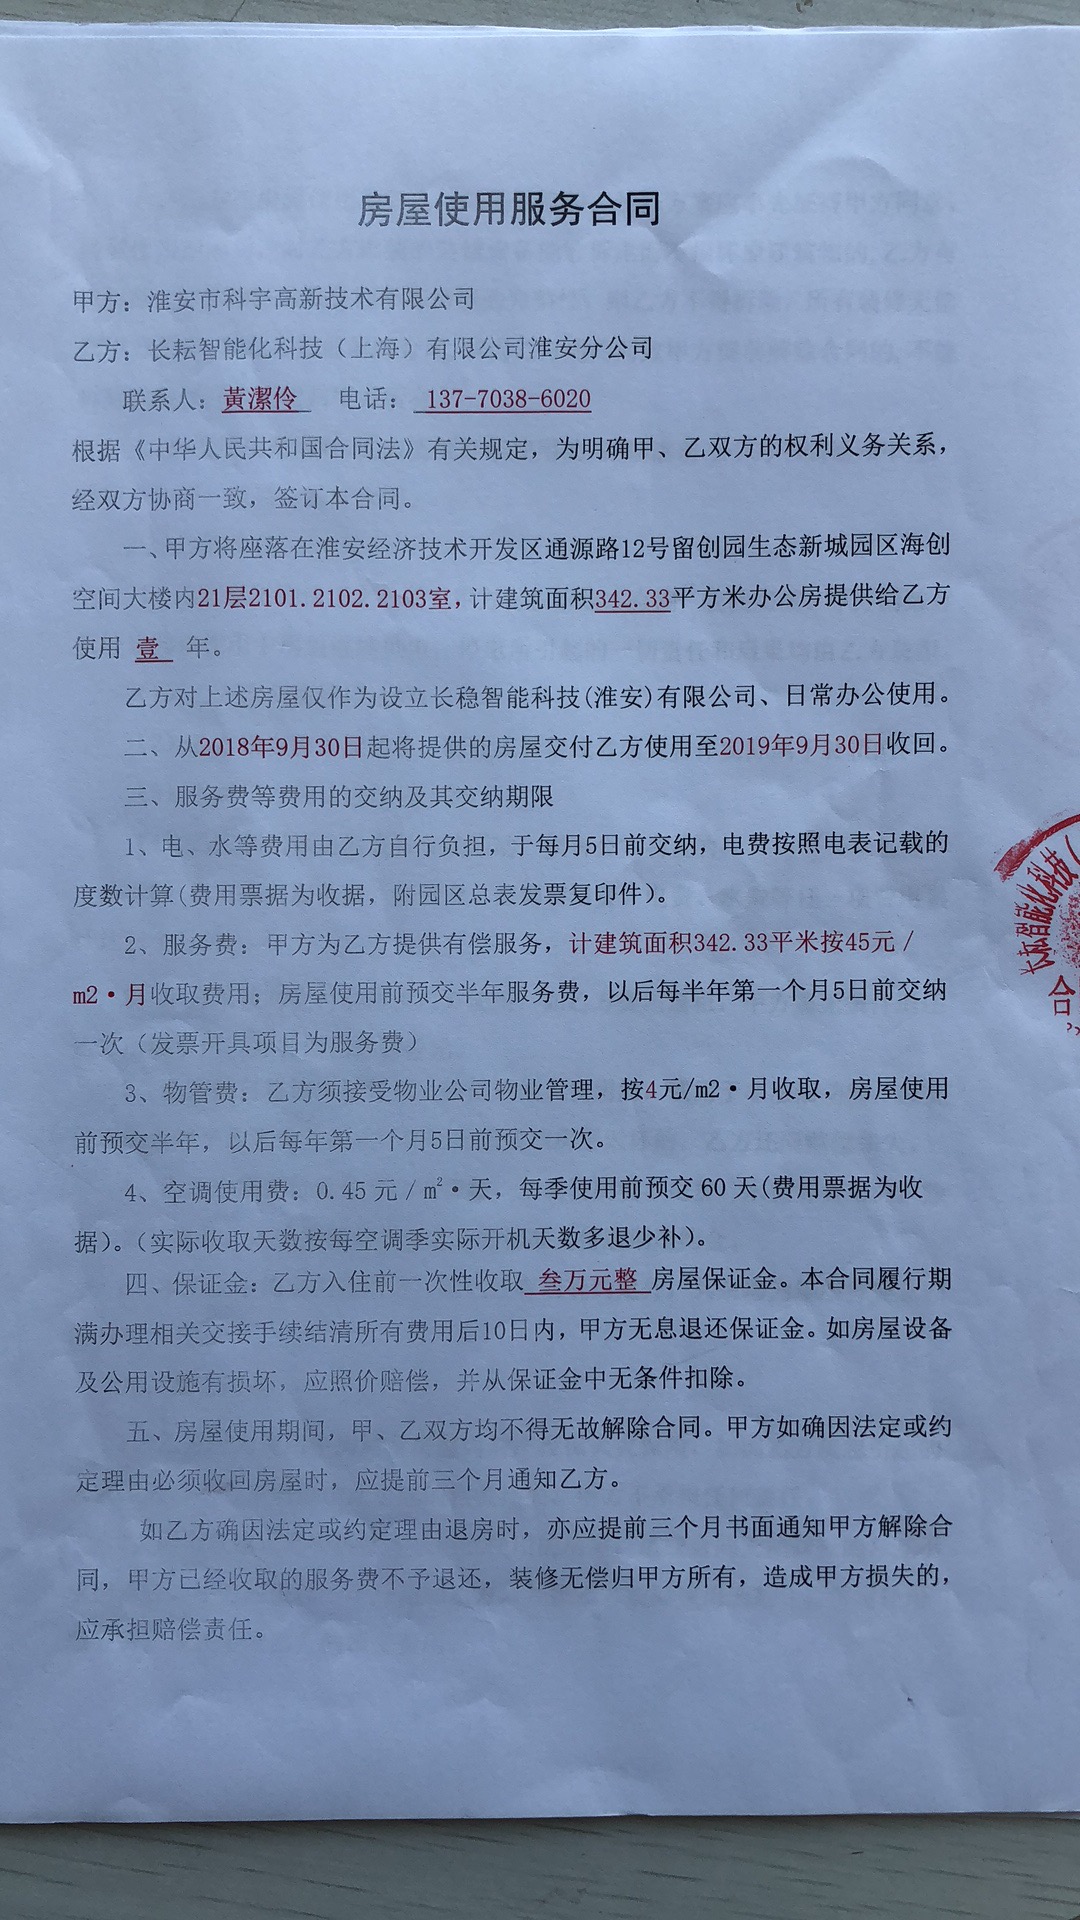 房屋使用服务合同
甲方：淮安市科宇高新技术有限公司
乙方：长耘智能化科技（上海）有限公司淮安分公司
联系人：黃潔伶 电话： 137-7038-6020
根据《中华人民共和国合同法》有关规定，为明确甲、乙双方的权利义务关系，
经双方协商一致，签订本合同。
一、甲方将座落在淮安经济技术开发区通源路12号留创园生态新城园区海创
空间大楼内21层2101.2102.2103室，计建筑面积342.33平方米办公房提供给乙方
使用 壹 年。
乙方对上述房屋仅作为设立长稳智能科技(淮安)有限公司、日常办公使用。
二、从2018年9月30日起将提供的房屋交付乙方使用至2019年9月30日收回。
三、服务费等费用的交纳及其交纳期限
1、电、水等费用由乙方自行负担，于每月5日前交纳，电费按照电表记载的
度数计算(费用票据为收据，附园区总表发票复印件)。
2、服务费：甲方为乙方提供有偿服务，计建筑面积342.33平米按45元／
m2·月收取费用；房屋使用前预交半年服务费，以后每半年第一个月5日前交纳
一次（发票开具项目为服务费）
3、物管费：乙方须接受物业公司物业管理，按4元/m2·月收取，房屋使用
前预交半年，以后每年第一个月5日前预交一次。
4、空调使用费：0.45元／m²·天，每季使用前预交60天(费用票据为收
据)。(实际收取天数按每空调季实际开机天数多退少补)。
四、保证金：乙方入住前一次性收取 叁万元整 房屋保证金。本合同履行期
满办理相关交接手续结清所有费用后10日内，甲方无息退还保证金。如房屋设备
及公用设施有损坏，应照价赔偿，并从保证金中无条件扣除。
五、房屋使用期间，甲、乙双方均不得无故解除合同。甲方如确因法定或约
定理由必须收回房屋时，应提前三个月通知乙方。
如乙方确因法定或约定理由退房时，亦应提前三个月书面通知甲方解除合
同，甲方已经收取的服务费不予退还，装修无偿归甲方所有，造成甲方损失的，
应承担赔偿责任。
智能化科技（
合